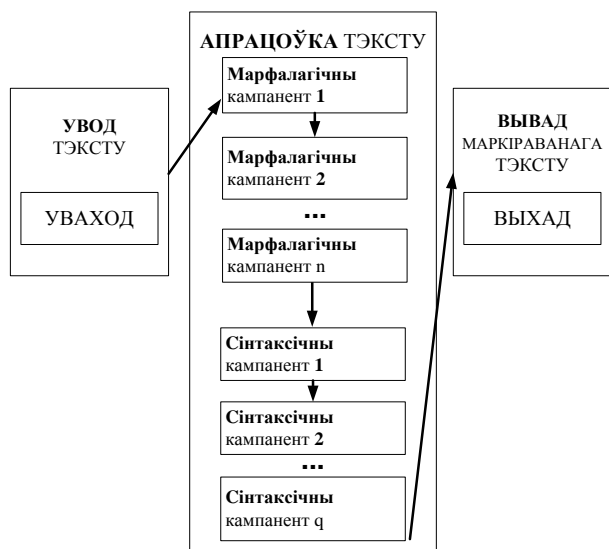 УВОД
ТЭКСТУ
УВАХОД
АПРАЦОЎКА ТЭКСТУ
Марфалагічны
кампанент 1
Марфалагічны
кампанент 2
...
Марфалагічны
кампанент n
Сінтаксічны
кампанент 1
Сінтаксічны
кампанент 2
...
Сінтаксічны
кампанент q
ВЫВАД
МАРКІРАВАНАГА
ТЭКСТУ
ВЫХАД